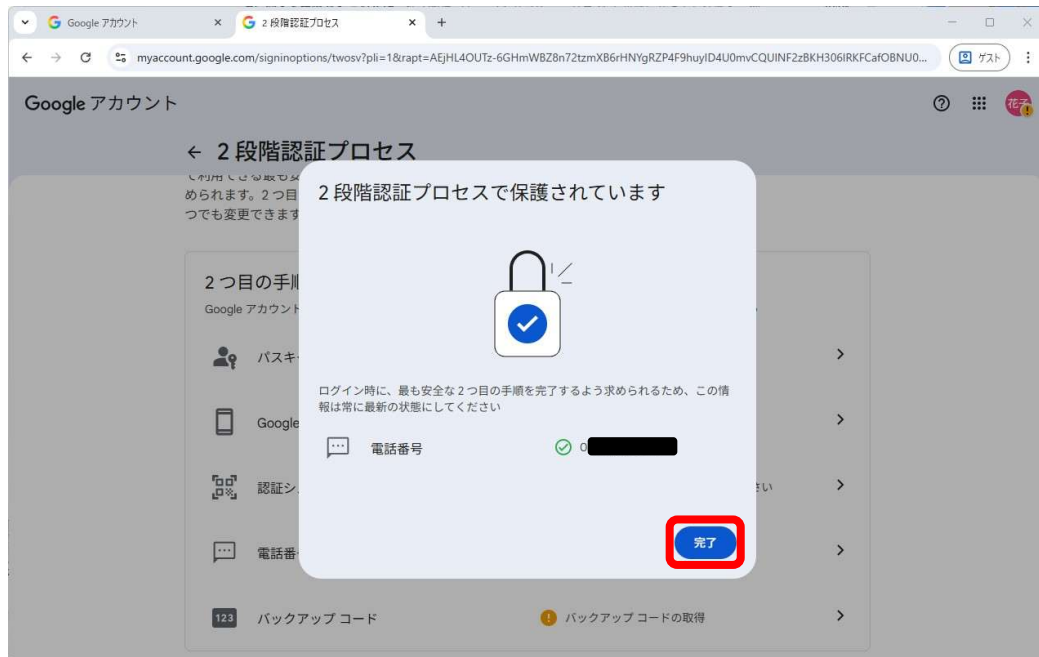 Google アカウント
2 段階認証プロセス
myaccount.google.com/signinoptions/twosv?pli=1&rapt=AEjHL4OUTz-6GHmWBZ8n72tzmXB6rHNYgRZP4F9huyID4U0mvCQUINF2zBKH306IRKFCafOBNU0...
ゲスト
Google アカウント
花子
2 段階認証プロセス
められます。2 つ目
つでも変更できます
2 段階認証プロセスで保護されています
2 つ目の手順
Google アカウント
パスキー
ログイン時に、最も安全な 2 つ目の手順を完了するよう求められるため、この情
報は常に最新の状態にしてください
Google
電話番号 0
認証シ
さい
完了
電話番
123 バックアップ コード バックアップ コードの取得